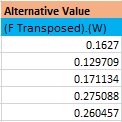 Alternative Value
(F Transposed).(W)
0.1627
0.129709
0.171134
0.275088
0.260457